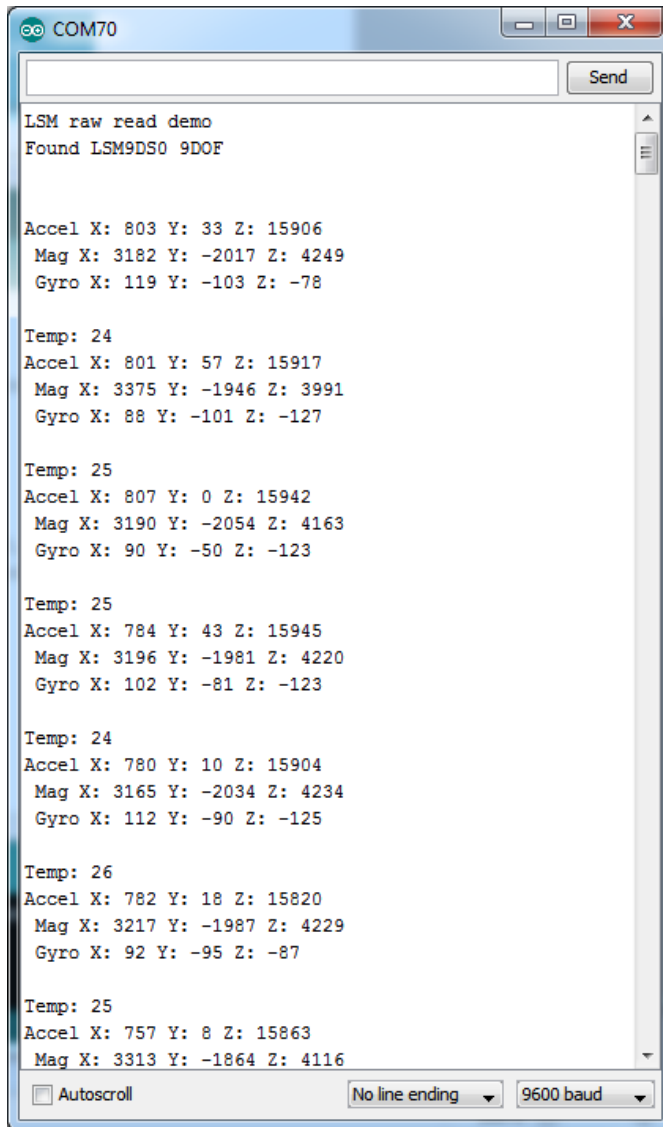 COM70
Send
LSM raw read demo
Found LSM9DS0 9DOF
Accel X: 803 Y: 33 Z: 15906
Mag X: 3182 Y: -2017 Z: 4249
Gyro X: 119 Y: -103 Z: -78
Temp: 24
Accel X: 801 Y: 57 Z: 15917
Mag X: 3375 Y: -1946 Z: 3991
Gyro X: 88 Y: -101 Z: -127
Temp: 25
Accel X: 807 Y: 0 Z: 15942
Mag X: 3190 Y: -2054 Z: 4163
Gyro X: 90 Y: -50 Z: -123
Temp: 25
Accel X: 784 Y: 43 Z: 15945
Mag X: 3196 Y: -1981 Z: 4220
Gyro X: 102 Y: -81 Z: -123
Temp: 24
Accel X: 780 Y: 10 Z: 15904
Mag X: 3165 Y: -2034 Z: 4234
Gyro X: 112 Y: -90 Z: -125
Temp: 26
Accel X: 782 Y: 18 Z: 15820
Mag X: 3217 Y: -1987 Z: 4229
Gyro X: 92 Y: -95 Z: -87
Temp: 25
Accel X: 757 Y: 8 Z: 15863
Mag X: 3313 Y: -1864 Z: 4116
Autoscroll No line ending 9600 baud